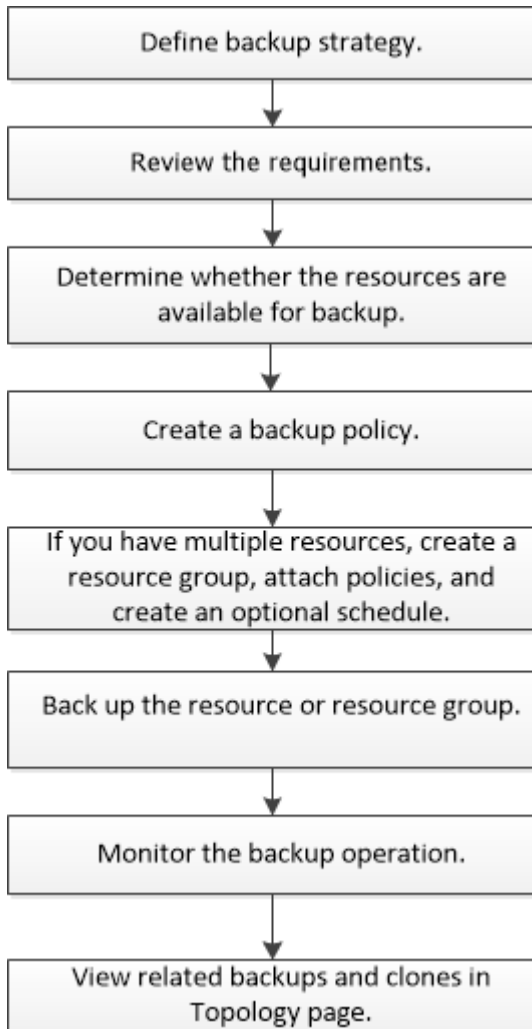 Define backup strategy.
Review the requirements.
Determine whether the resources are
available for backup.
Create a backup policy.
If you have multiple resources, create a
resource group, attach policies, and
create an optional schedule.
Back up the resource or resource group.
Monitor the backup operation.
View related backups and clones in
Topology page.